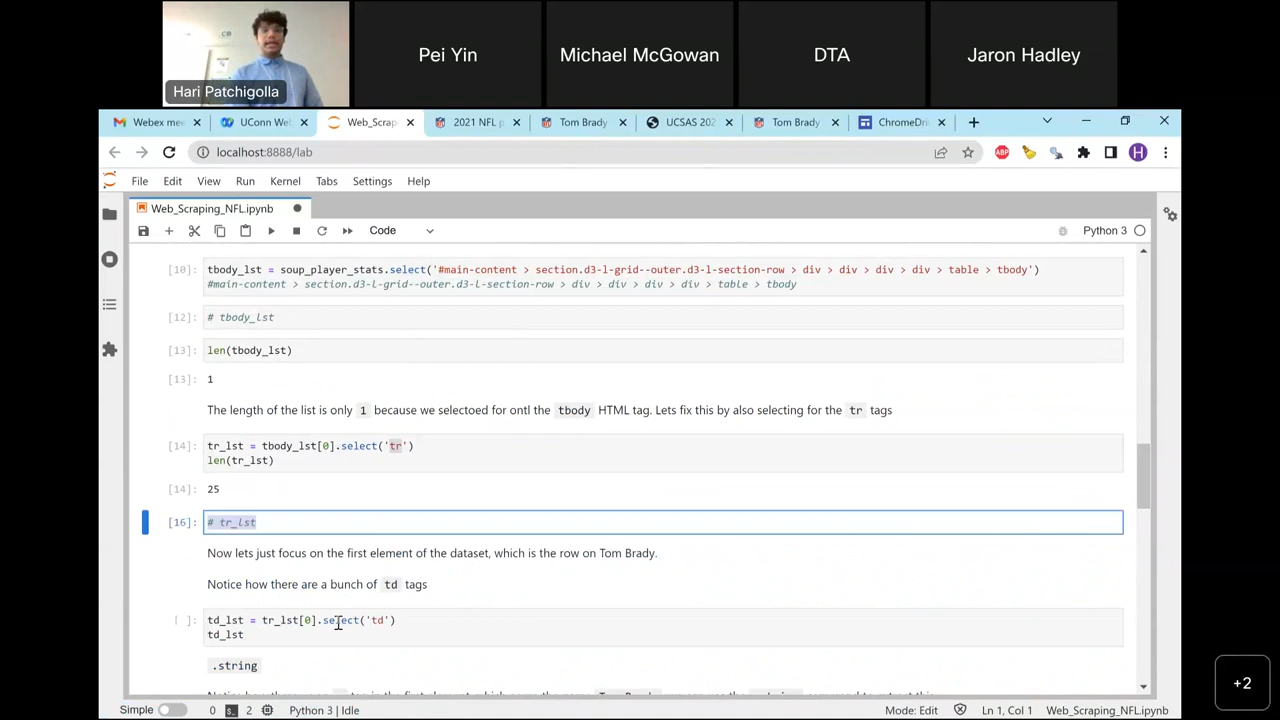 Hari Patchigolla
Pei Yin
Michael McGowan
DTA
Jaron Hadley
Webex me
UConn We
Web_Scrap
2021 NFL p
Tom Brady
UCSAS 202
Tom Brady
ChromeDri
localhost:8888/lab
ABP
H
File Edit View Run Kernel Tabs Settings Help
Web_Scraping_NFL.ipynb
Code
Python 3
[10]: tbody_lst = soup_player_stats.select('#main-content > section.d3-l-grid--outer.d3-l-section-row > div > div > div > div > table > tbody')
#main-content > section.d3-l-grid--outer.d3-l-section-row > div > div > div > div > table > tbody
[12]: # tbody_lst
[13]: len(tbody_lst)
[13]: 1
The length of the list is only 1 because we selectoed for ontl the tbody HTML tag. Lets fix this by also selecting for the tr tags
[14]: tr_lst = tbody_lst[0].select('tr')
len(tr_lst)
[14]: 25
[16]: # tr_lst
Now lets just focus on the first element of the dataset, which is the row on Tom Brady.
Notice how there are a bunch of td tags
[ ]: td_lst = tr_lst[0].select('td')
td_lst
.string
Simple 0 2 Python 3 | Idle Mode: Edit Ln 1, Col 1 Web_Scraping_NFL.ipynb
+2